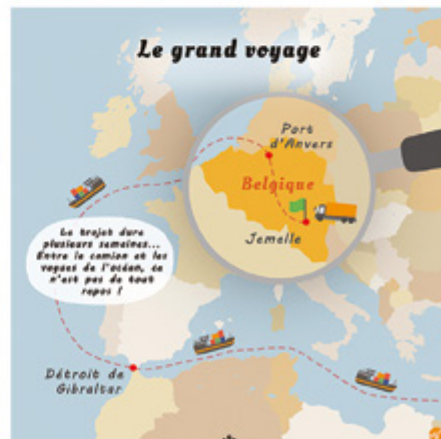 Le grand voyage
Port
d'Anvers
Belgique
Jemelle
Le trajet dure
plusieurs semaines...
Entre le camion et les
vagues de l'océan, ce
n'est pas de tout
repos !
Détroit de
Gibraltar